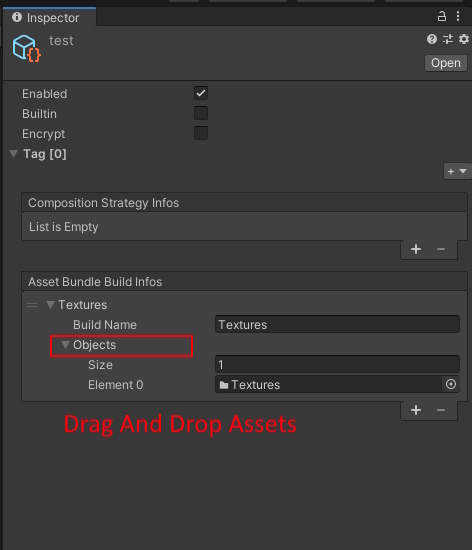 Inspector
test
Open
Enabled
Builtin
Encrypt
Tag [0]
+
Composition Strategy Infos
List is Empty
+ −
Asset Bundle Build Infos
Textures
Build Name Textures
Objects
Size 1
Element 0 Textures
+ −
Drag And Drop Assets